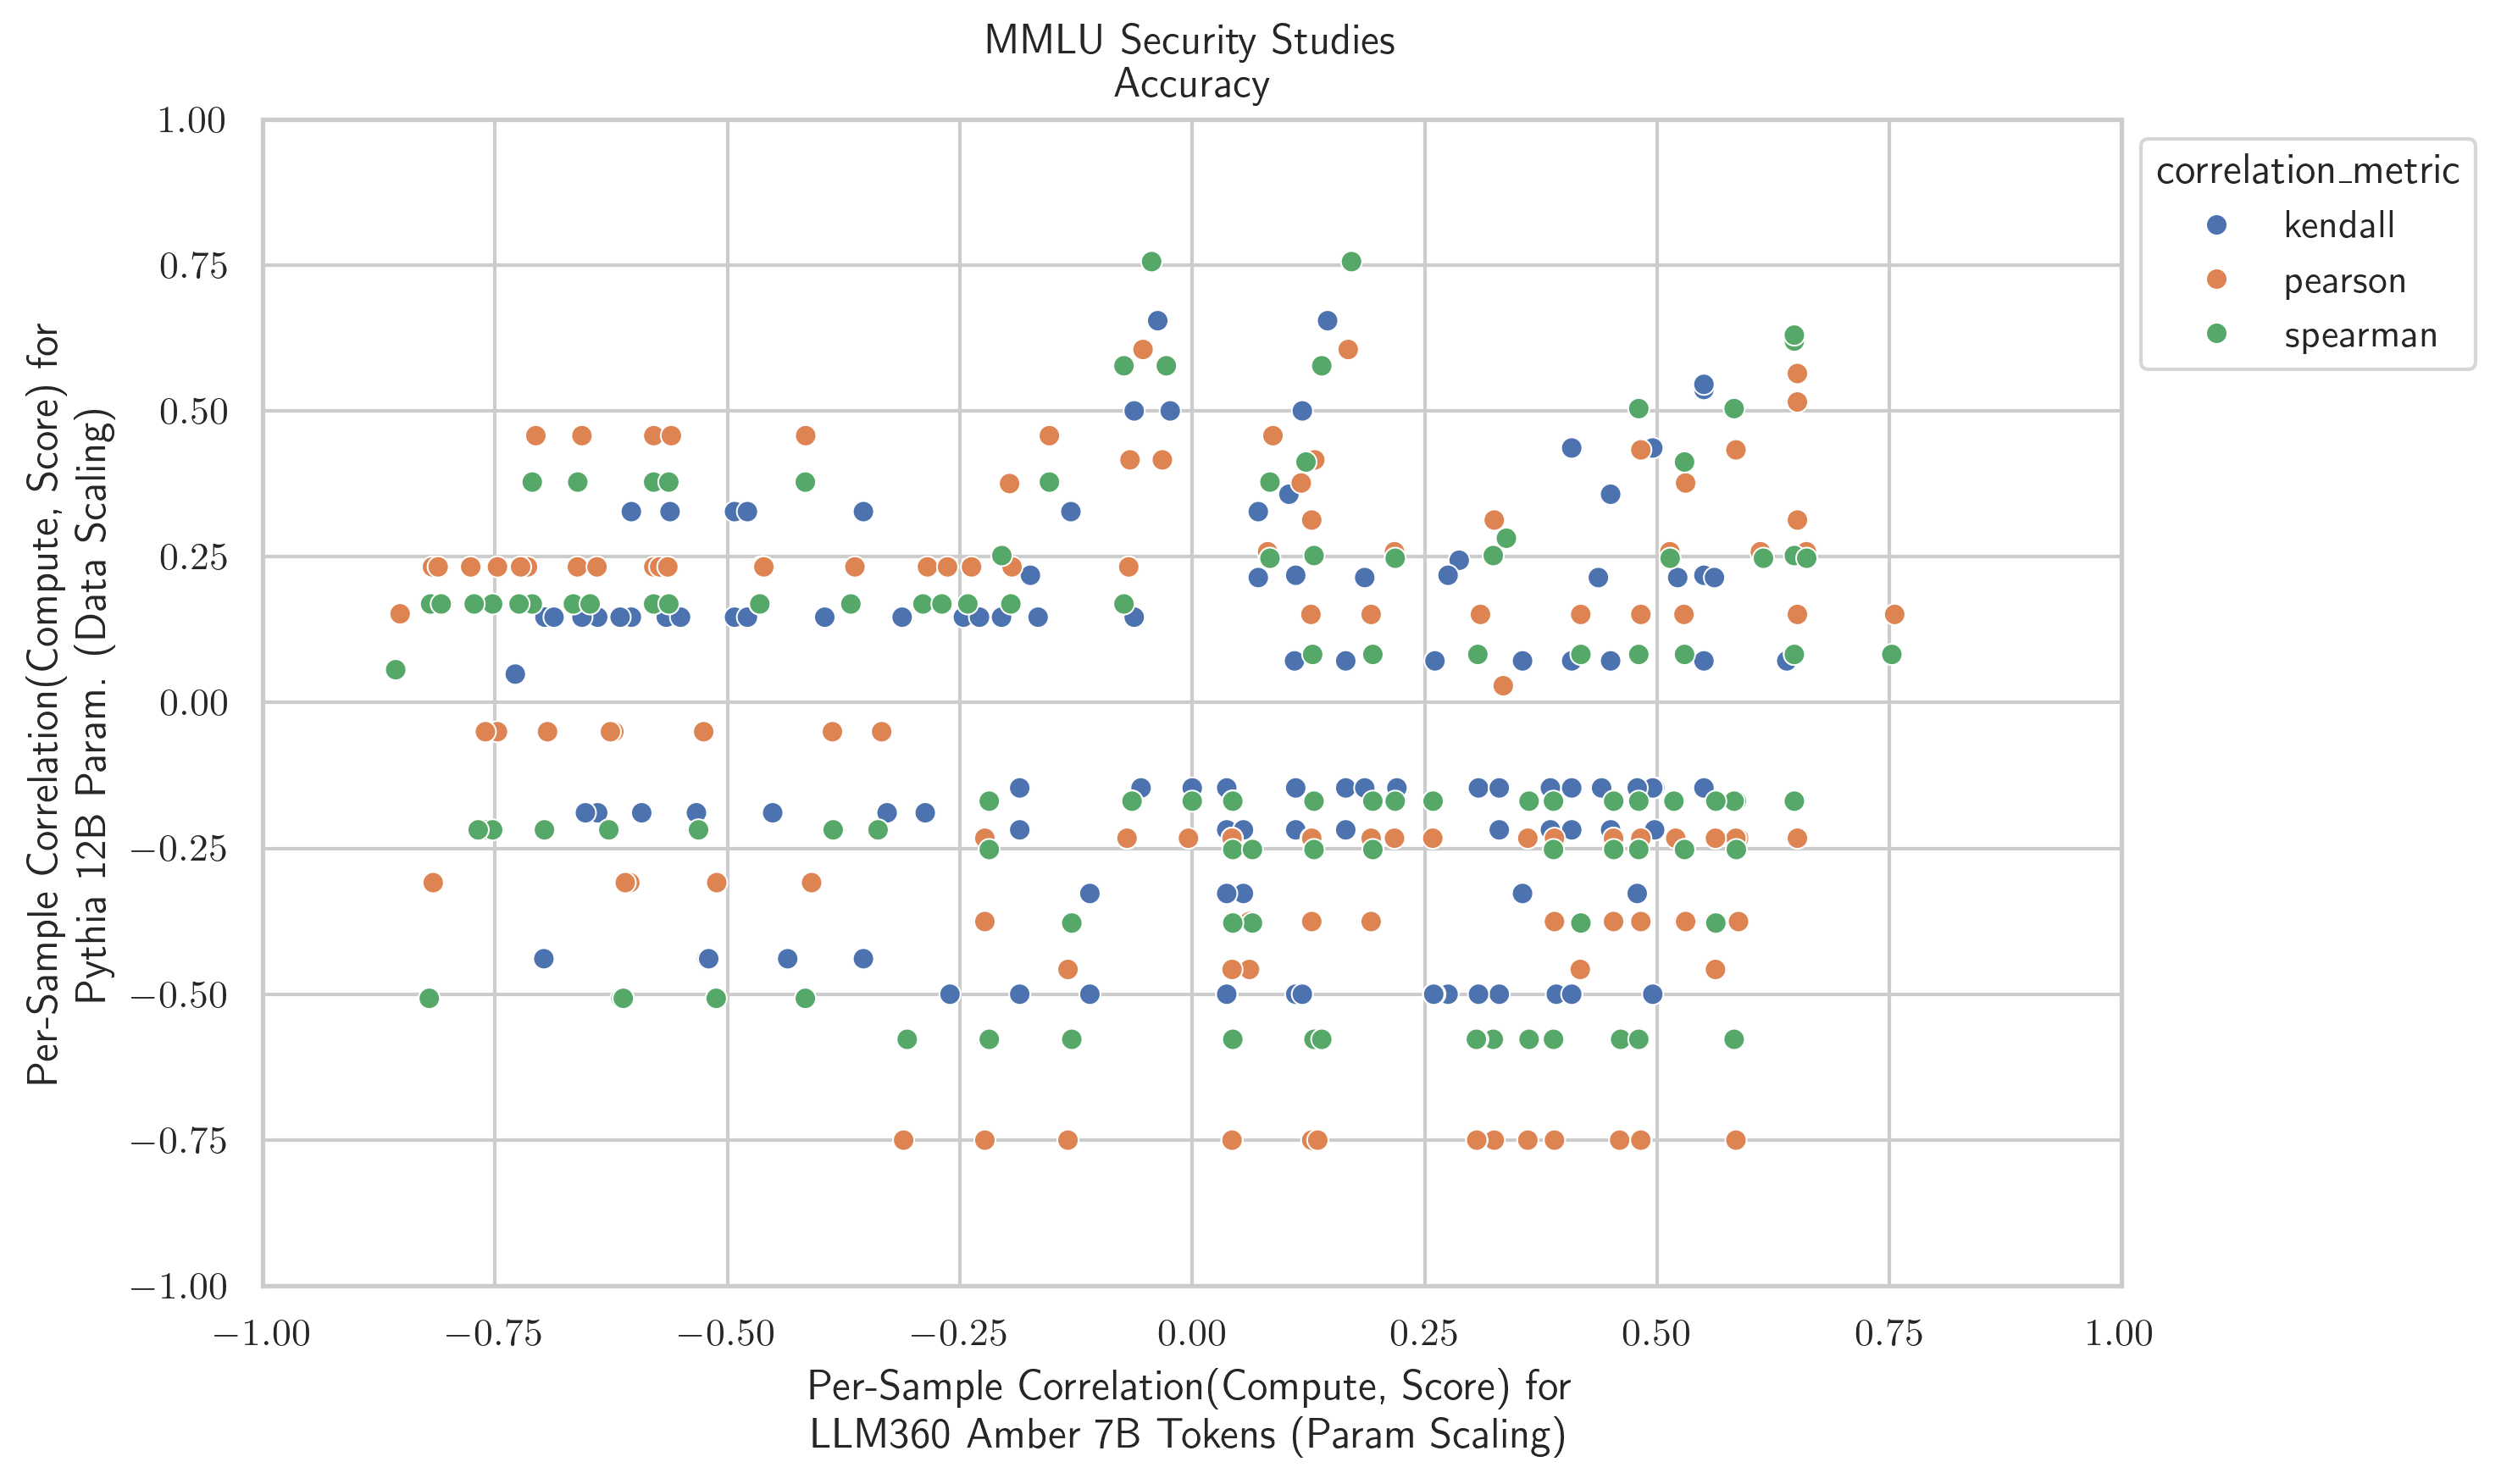 MMLU Security Studies
Accuracy
Per-Sample Correlation(Compute, Score) for
Pythia 12B Param. (Data Scaling)
1.00
0.75
0.50
0.25
0.00
−0.25
−0.50
−0.75
−1.00
−1.00 −0.75 −0.50 −0.25 0.00 0.25 0.50 0.75 1.00
Per-Sample Correlation(Compute, Score) for
LLM360 Amber 7B Tokens (Param Scaling)
correlation_metric
kendall
pearson
spearman